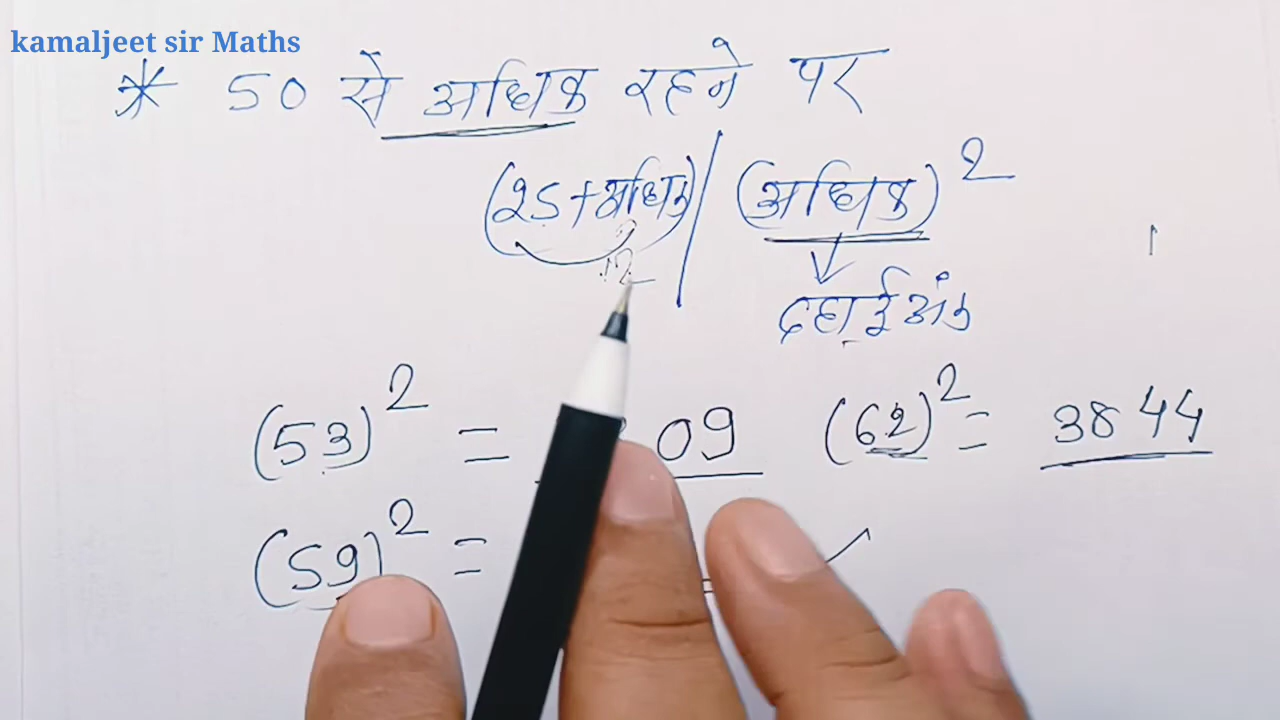 kamaljeet sir Maths
* 50 से अधिक रहने पर
(25+अधिक) / (अधिक)²
12
दहाई अंक
(53)² = 09 (62)² = 3844
(59)² =